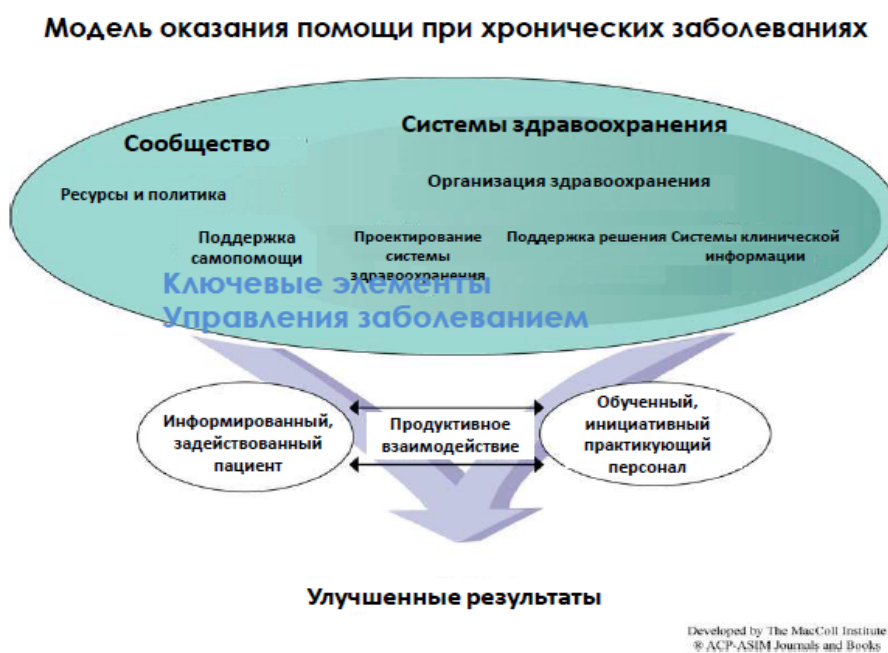 Модель оказания помощи при хронических заболеваниях
Системы здравоохранения
Сообщество
Организация здравоохранения
Ресурсы и политика
Поддержка
самопомощи
Проектирование
системы
здравоохранения
Поддержка решения
Системы клинической
информации
Ключевые элементы
Управления заболеванием
Информированный,
задействованный
пациент
Продуктивное
взаимодействие
Обученный,
инициативный
практикующий
персонал
Улучшенные результаты
Developed by The MacColl Institute
® ACP-ASIM Journals and Books